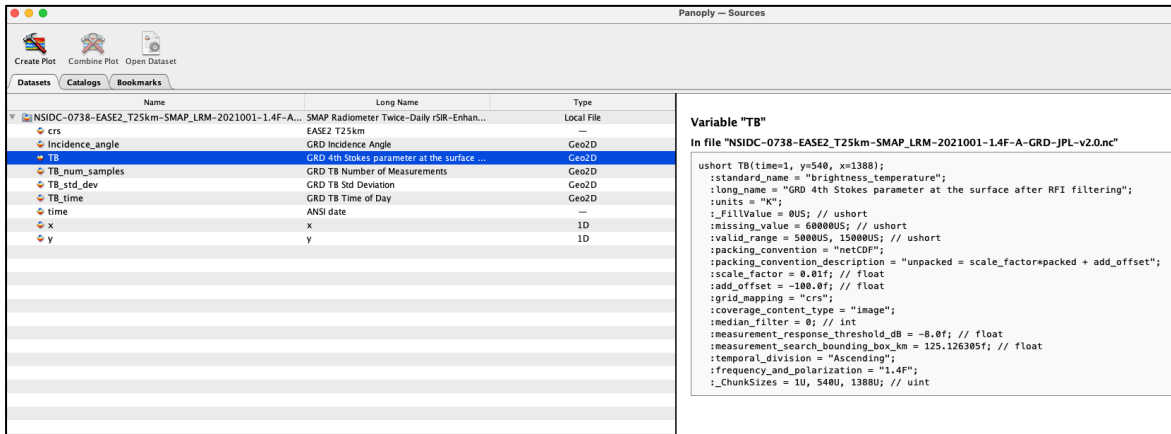 Panoply — Sources
Create Plot Combine Plot Open Dataset
Datasets Catalogs Bookmarks
Name Long Name Type
NSIDC-0738-EASE2_T25km-SMAP_LRM-2021001-1.4F-A... SMAP Radiometer Twice-Daily rSIR-Enhan... Local File
crs EASE2 T25km —
Incidence_angle GRD Incidence Angle Geo2D
TB GRD 4th Stokes parameter at the surface ... Geo2D
TB_num_samples GRD TB Number of Measurements Geo2D
TB_std_dev GRD TB Std Deviation Geo2D
TB_time GRD TB Time of Day Geo2D
time ANSI date —
x x 1D
y y 1D
Variable "TB"
In file "NSIDC-0738-EASE2_T25km-SMAP_LRM-2021001-1.4F-A-GRD-JPL-v2.0.nc"
ushort TB(time=1, y=540, x=1388);
:standard_name = "brightness_temperature";
:long_name = "GRD 4th Stokes parameter at the surface after RFI filtering";
:units = "K";
:_FillValue = 0US; // ushort
:missing_value = 60000US; // ushort
:valid_range = 5000US, 15000US; // ushort
:packing_convention = "netCDF";
:packing_convention_description = "unpacked = scale_factor*packed + add_offset";
:scale_factor = 0.01f; // float
:add_offset = -100.0f; // float
:grid_mapping = "crs";
:coverage_content_type = "image";
:median_filter = 0; // int
:measurement_response_threshold_dB = -8.0f; // float
:measurement_search_bounding_box_km = 125.126305f; // float
:temporal_division = "Ascending";
:frequency_and_polarization = "1.4F";
:_ChunkSizes = 1U, 540U, 1388U; // uint